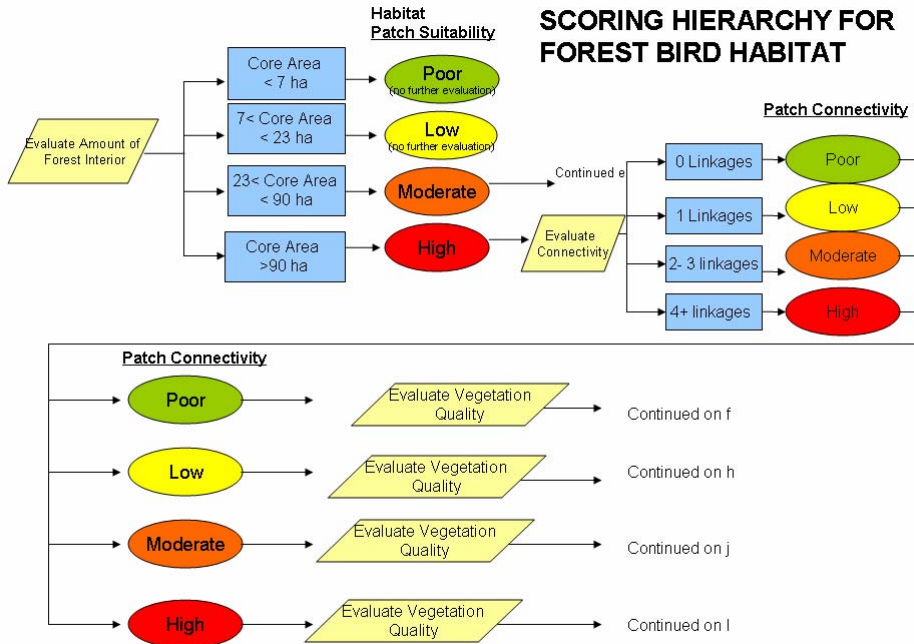 SCORING HIERARCHY FOR
FOREST BIRD HABITAT
Habitat
Patch Suitability
Evaluate Amount of
Forest Interior
Core Area
< 7 ha
Poor
(no further evaluation)
7< Core Area
< 23 ha
Low
(no further evaluation)
23< Core Area
< 90 ha
Moderate
Continued e
Core Area
>90 ha
High
Evaluate
Connectivity
Patch Connectivity
0 Linkages
Poor
1 Linkages
Low
2- 3 linkages
Moderate
4+ linkages
High
Patch Connectivity
Poor
Evaluate Vegetation
Quality
Continued on f
Low
Evaluate Vegetation
Quality
Continued on h
Moderate
Evaluate Vegetation
Quality
Continued on j
High
Evaluate Vegetation
Quality
Continued on l